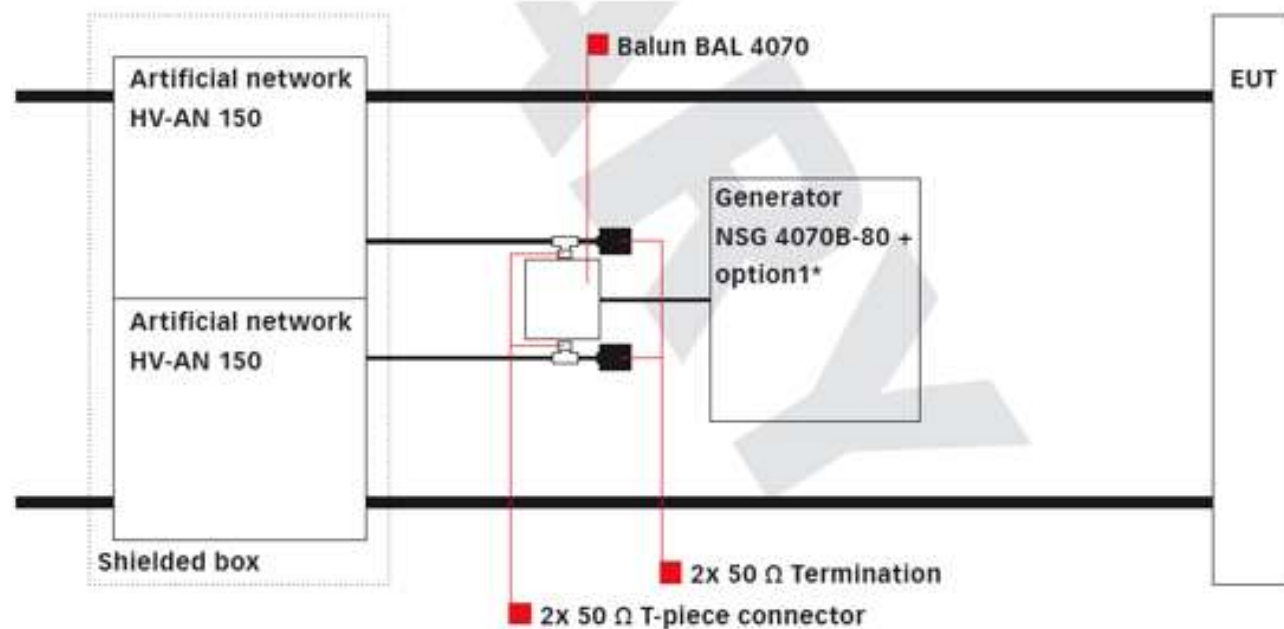 Balun BAL 4070
Artificial network
HV-AN 150
EUT
Generator
NSG 4070B-80 +
option1*
Artificial network
HV-AN 150
Shielded box
2x 50 Ω Termination
2x 50 Ω T-piece connector